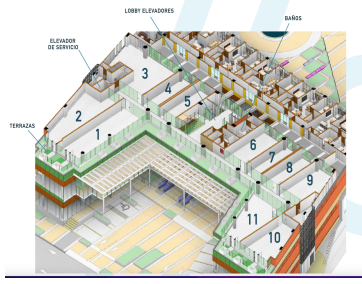 LOBBY ELEVADORES
BAÑOS
ELEVADOR
DE SERVICIO
TERRAZAS
3
4
5
2
1
6
7
8
9
11
10